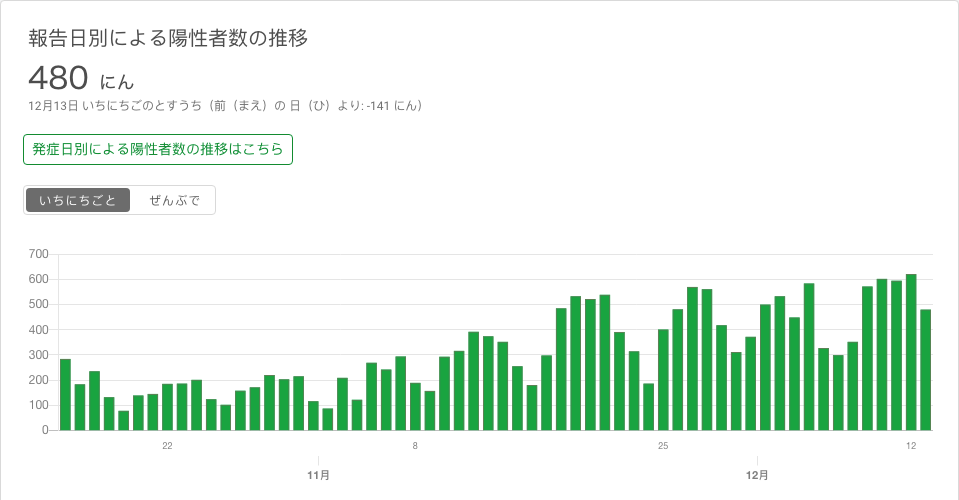 報告日別による陽性者数の推移
480 にん
12月13日 いちにちごのとすうち（前（まえ）の 日（ひ）より: -141 にん）
発症日別による陽性者数の推移はこちら
いちにちごと ぜんぶで
700
600
500
400
300
200
100
0
22 8 25 12
11月 12月